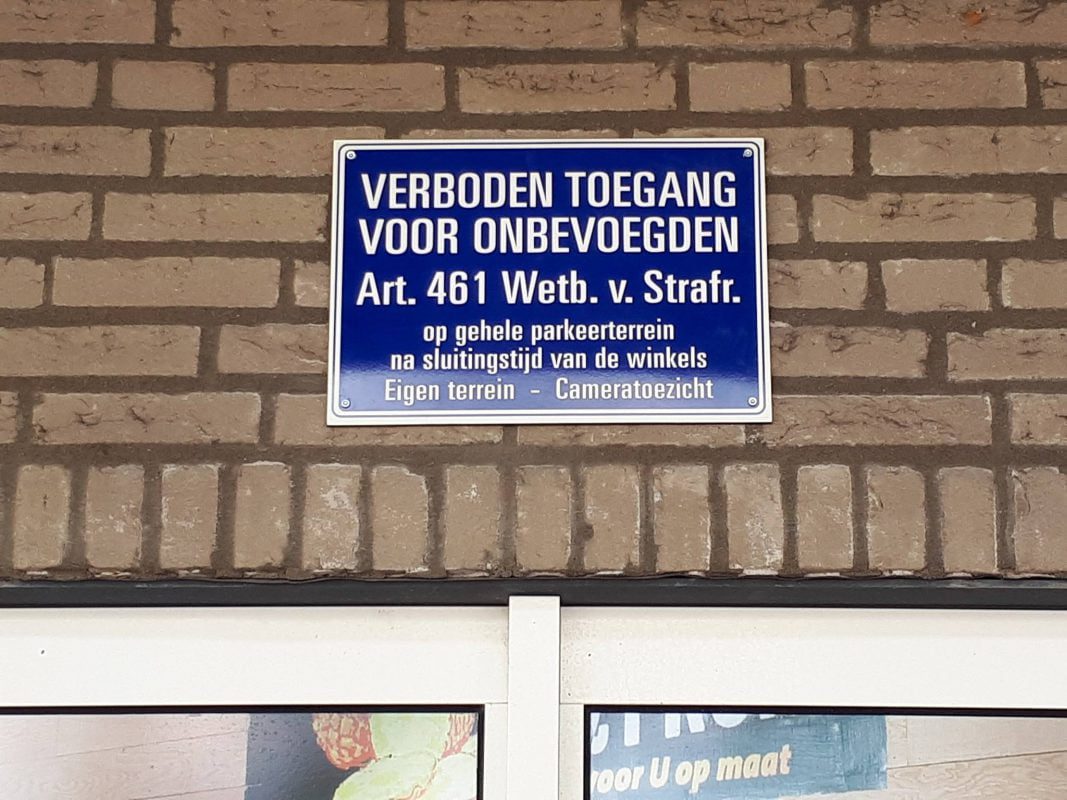 VERBODEN TOEGANG
VOOR ONBEVOEGDEN
Art. 461 Wetb. v. Strafr.
op gehele parkeerterrein
na sluitingstijd van de winkels
Eigen terrein - Cameratoezicht
voor U op maat